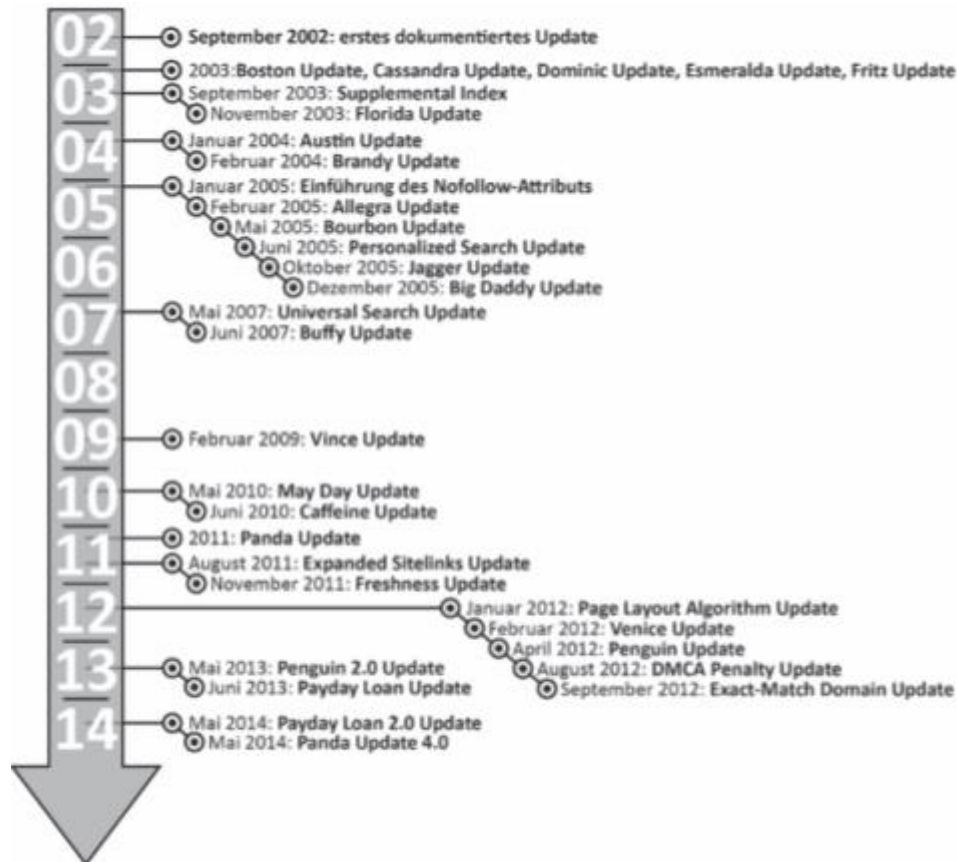 02
September 2002: erstes dokumentiertes Update
2003:Boston Update, Cassandra Update, Dominic Update, Esmeralda Update, Fritz Update
03
September 2003: Supplemental Index
November 2003: Florida Update
04
Januar 2004: Austin Update
Februar 2004: Brandy Update
Januar 2005: Einführung des Nofollow-Attributs
05
Februar 2005: Allegra Update
Mai 2005: Bourbon Update
Juni 2005: Personalized Search Update
06
Oktober 2005: Jagger Update
Dezember 2005: Big Daddy Update
07
Mai 2007: Universal Search Update
Juni 2007: Buffy Update
08
09
Februar 2009: Vince Update
10
Mai 2010: May Day Update
Juni 2010: Caffeine Update
2011: Panda Update
11
August 2011: Expanded Sitelinks Update
November 2011: Freshness Update
12
Januar 2012: Page Layout Algorithm Update
Februar 2012: Venice Update
April 2012: Penguin Update
August 2012: DMCA Penalty Update
September 2012: Exact-Match Domain Update
13
Mai 2013: Penguin 2.0 Update
Juni 2013: Payday Loan Update
14
Mai 2014: Payday Loan 2.0 Update
Mai 2014: Panda Update 4.0